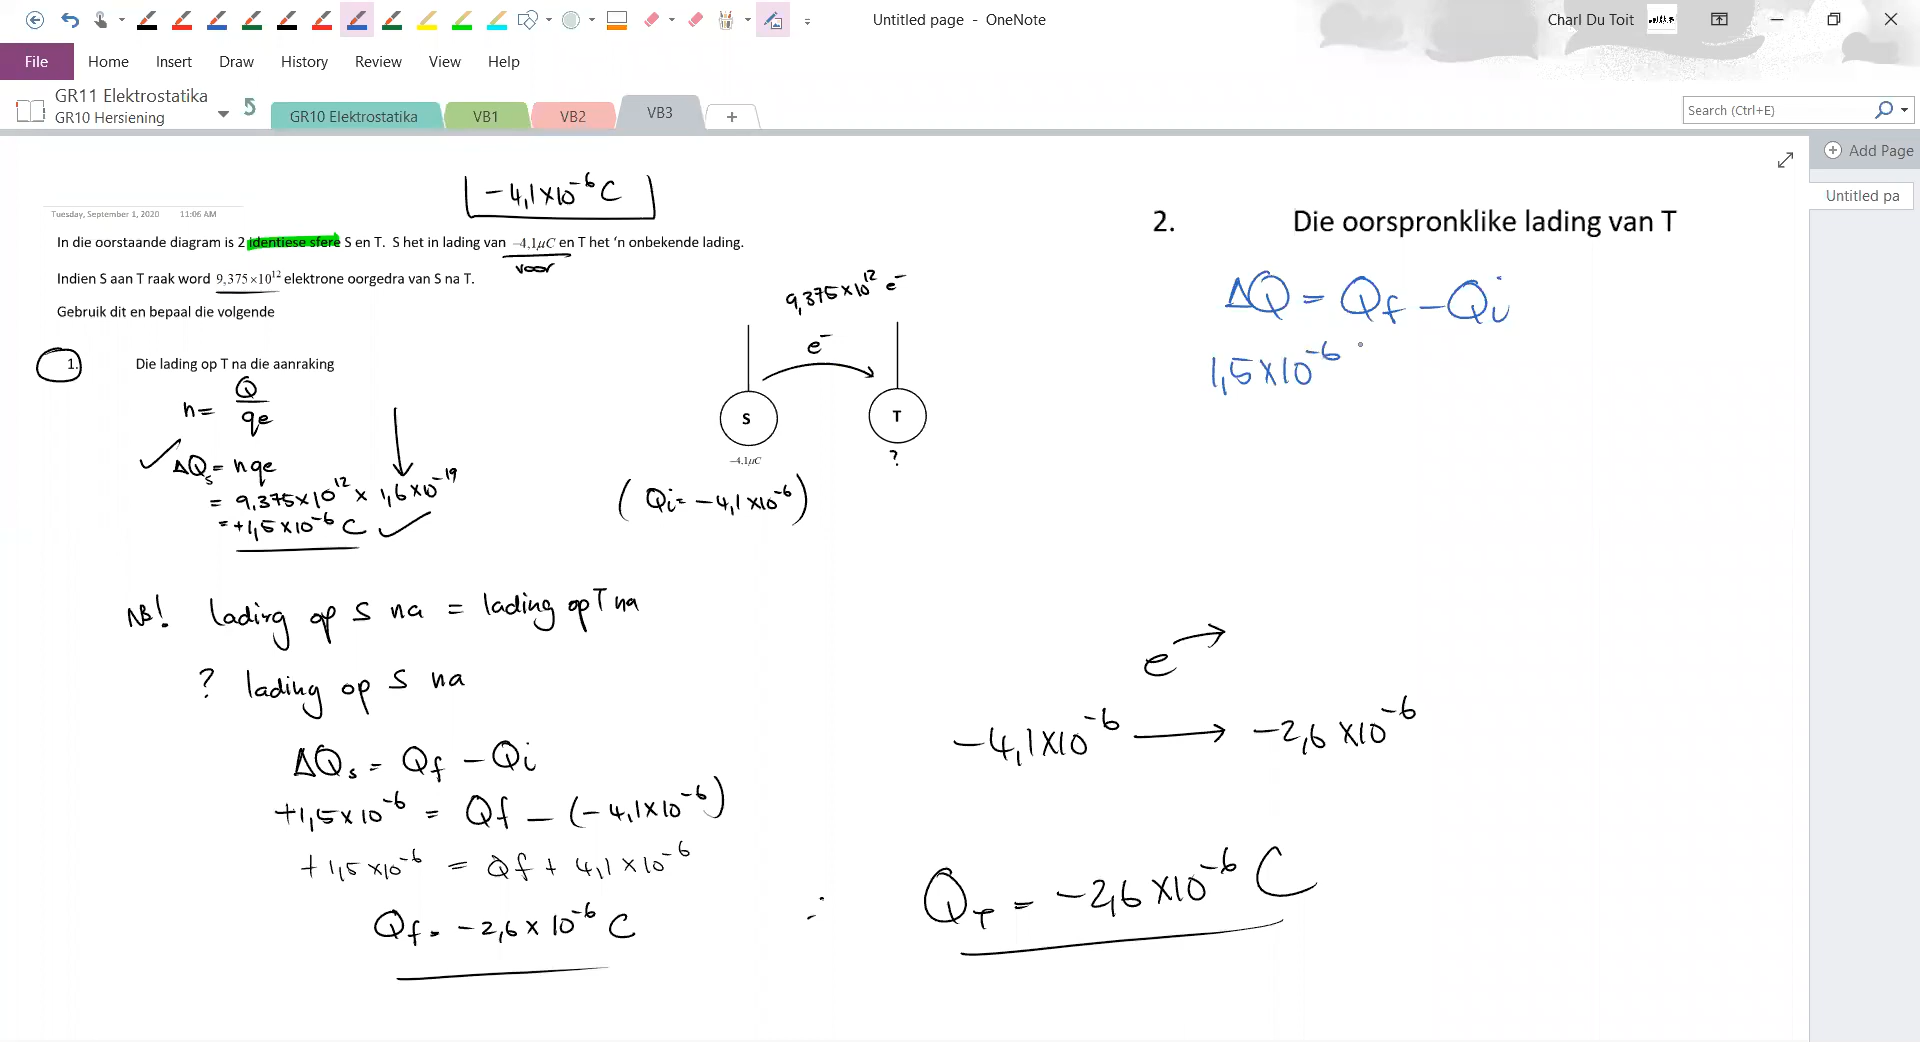 Untitled page - OneNote
Charl Du Toit
File Home Insert Draw History Review View Help
GR11 Elektrostatika
GR10 Hersiening
GR10 Elektrostatika
VB1
VB2
VB3
Search (Ctrl+E)
Add Page
Untitled pa
-4,1×10⁻⁶ C
Tuesday, September 1, 2020 11:06 AM
In die oorstaande diagram is 2 identiese sfere S en T. S het in lading van -4,1μC en T het 'n onbekende lading.
voor
Indien S aan T raak word 9,375×10¹² elektrone oorgedra van S na T.
Gebruik dit en bepaal die volgende
1. Die lading op T na die aanraking
n = Q/qe
ΔQs = nqe
= 9,375×10¹² × 1,6×10⁻¹⁹
= +1,5×10⁻⁶ C
9,375×10¹² e⁻
e⁻
S
T
-4,1μC
?
(Qi = -4,1×10⁻⁶)
NB! lading op S na = lading op T na
? lading op S na
ΔQs = Qf - Qi
+1,5×10⁻⁶ = Qf - (-4,1×10⁻⁶)
+1,5×10⁻⁶ = Qf + 4,1×10⁻⁶
Qf = -2,6×10⁻⁶ C
2. Die oorspronklike lading van T
ΔQ = Qf - Qi
1,5×10⁻⁶
e →
-4,1×10⁻⁶ → -2,6×10⁻⁶
∴ QT = -2,6×10⁻⁶ C